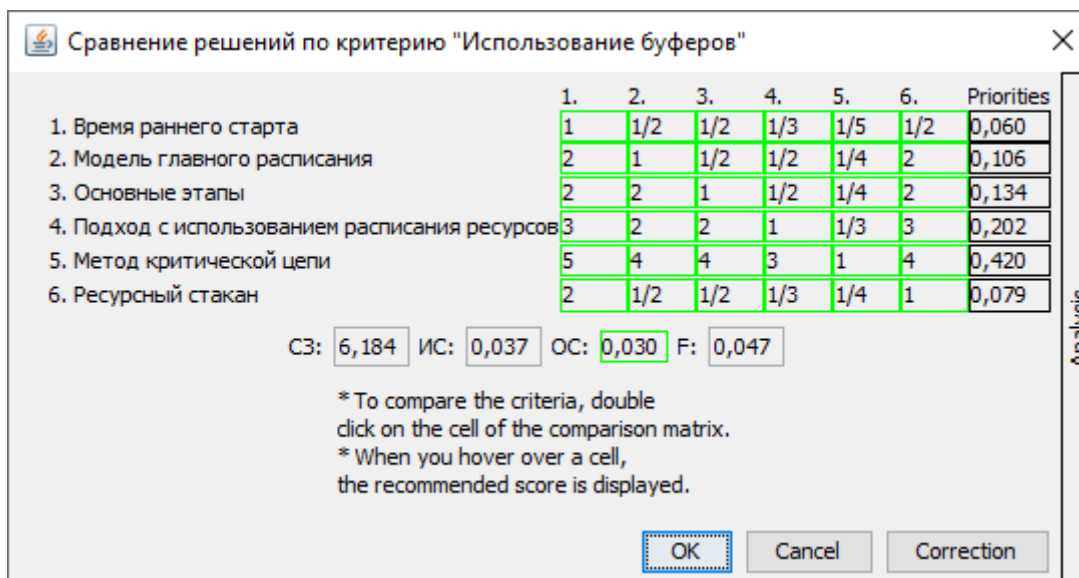 Сравнение решений по критерию "Использование буферов"
1. 2. 3. 4. 5. 6. Priorities
1. Время раннего старта 1 1/2 1/2 1/3 1/5 1/2 0,060
2. Модель главного расписания 2 1 1/2 1/2 1/4 2 0,106
3. Основные этапы 2 2 1 1/2 1/4 2 0,134
4. Подход с использованием расписания ресурсов 3 2 2 1 1/3 3 0,202
5. Метод критической цепи 5 4 4 3 1 4 0,420
6. Ресурсный стакан 2 1/2 1/2 1/3 1/4 1 0,079
СЗ: 6,184 ИС: 0,037 ОС: 0,030 F: 0,047
* To compare the criteria, double
click on the cell of the comparison matrix.
* When you hover over a cell,
the recommended score is displayed.
OK Cancel Correction
Analysis